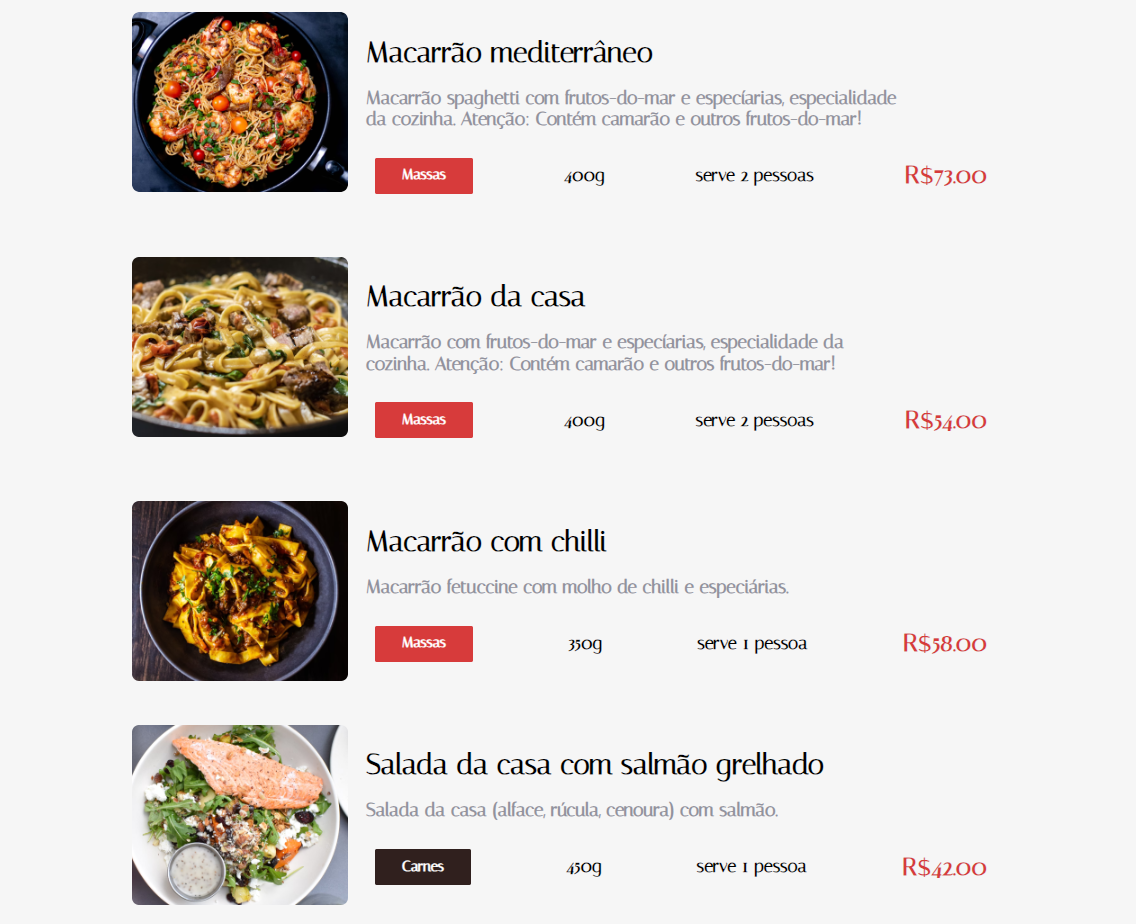 Macarrão mediterrâneo
Macarrão spaghetti com frutos-do-mar e especíarias, especialidade
da cozinha. Atenção: Contém camarão e outros frutos-do-mar!
Massas 400g serve 2 pessoas R$73.00
Macarrão da casa
Macarrão com frutos-do-mar e especíarias, especialidade da
cozinha. Atenção: Contém camarão e outros frutos-do-mar!
Massas 400g serve 2 pessoas R$54.00
Macarrão com chilli
Macarrão fetuccine com molho de chilli e especiárias.
Massas 350g serve 1 pessoa R$58.00
Salada da casa com salmão grelhado
Salada da casa (alface, rúcula, cenoura) com salmão.
Carnes 450g serve 1 pessoa R$42.00